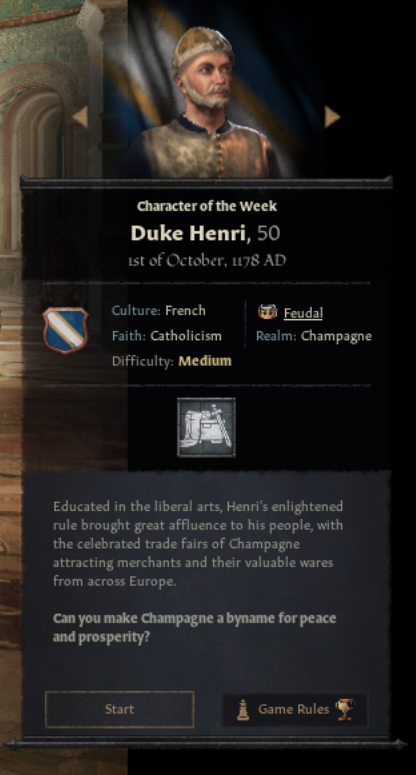 Character of the Week
Duke Henri, 50
1st of October, 1178 AD
Culture: French
Feudal
Faith: Catholicism
Realm: Champagne
Difficulty: Medium
Educated in the liberal arts, Henri's enlightened
rule brought great affluence to his people, with
the celebrated trade fairs of Champagne
attracting merchants and their valuable wares
from across Europe.
Can you make Champagne a byname for peace
and prosperity?
Start
Game Rules